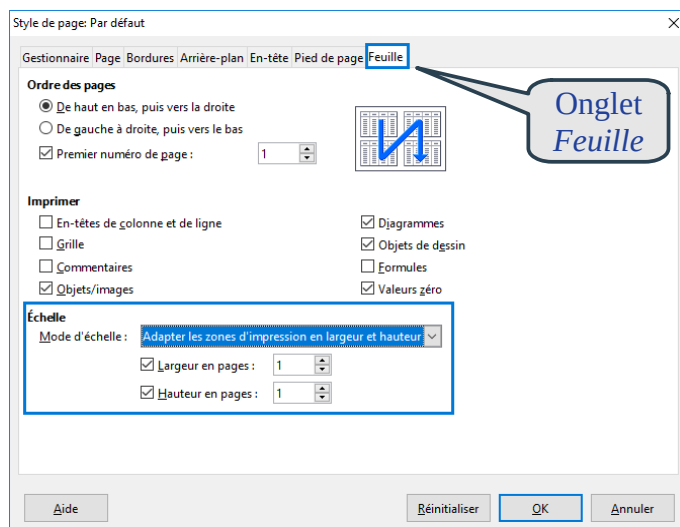 Style de page: Par défaut
Gestionnaire Page Bordures Arrière-plan En-tête Pied de page Feuille
Ordre des pages
De haut en bas, puis vers la droite
De gauche à droite, puis vers le bas
Premier numéro de page : 1
Onglet
Feuille
Imprimer
En-têtes de colonne et de ligne
Grille
Commentaires
Objets/images
Diagrammes
Objets de dessin
Formules
Valeurs zéro
Échelle
Mode d'échelle : Adapter les zones d'impression en largeur et hauteur
Largeur en pages : 1
Hauteur en pages : 1
Aide Réinitialiser OK Annuler